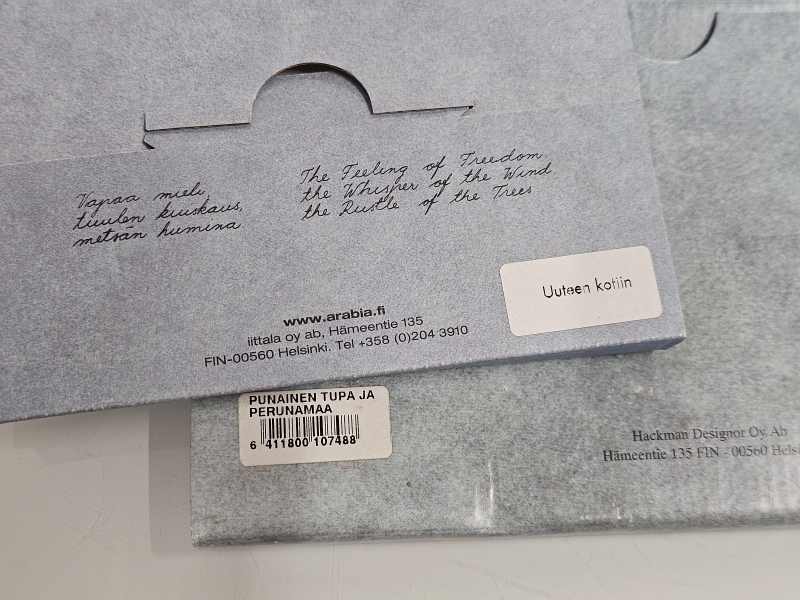 Vapaa mieli
tuulen kuiskaus,
metsän humina
The Feeling of Freedom
the Whisper of the Wind,
the Rustle of the Trees
Uuteen kotiin
www.arabia.fi
iittala oy ab, Hämeentie 135
FIN-00560 Helsinki. Tel +358 (0)204 3910
PUNAINEN TUPA JA
PERUNAMAA
6 411800 107488
Hackman Designor Oy Ab
Hämeentie 135 FIN - 00560 Helsi